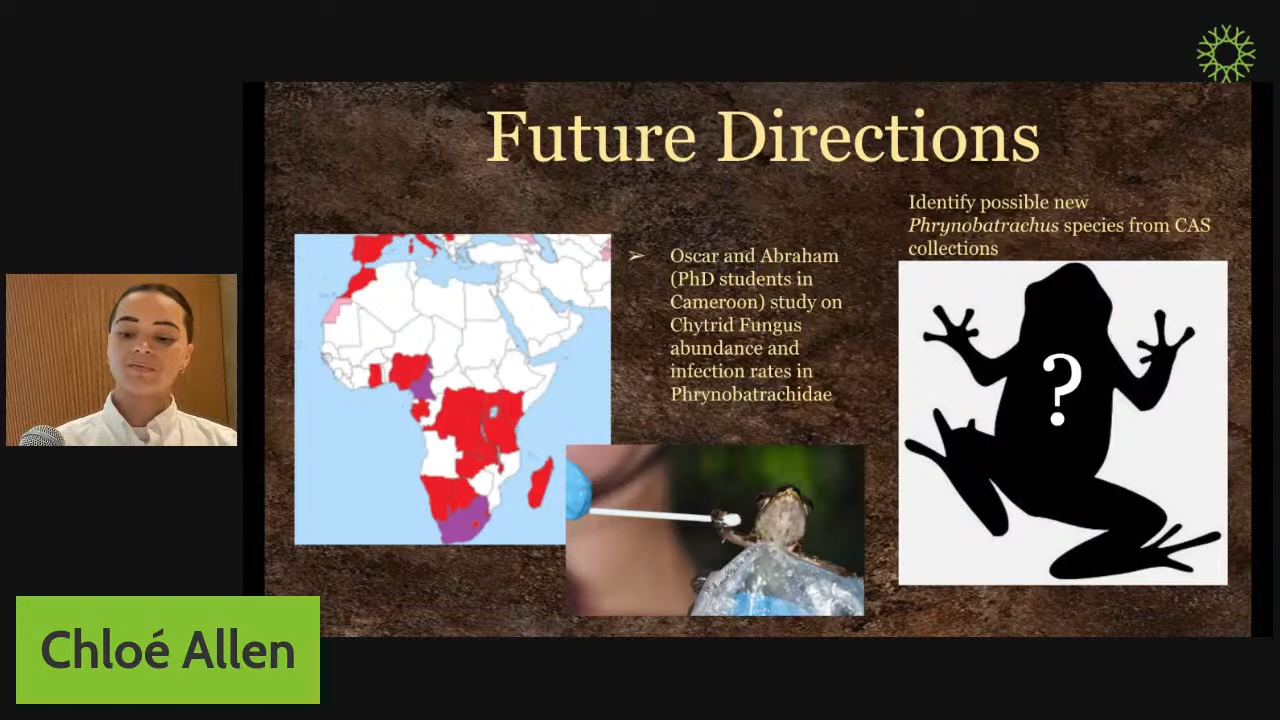 Future Directions
Identify possible new
Phrynobatrachus species from CAS
collections
➢ Oscar and Abraham
(PhD students in
Cameroon) study on
Chytrid Fungus
abundance and
infection rates in
Phrynobatrachidae
?
Chloé Allen